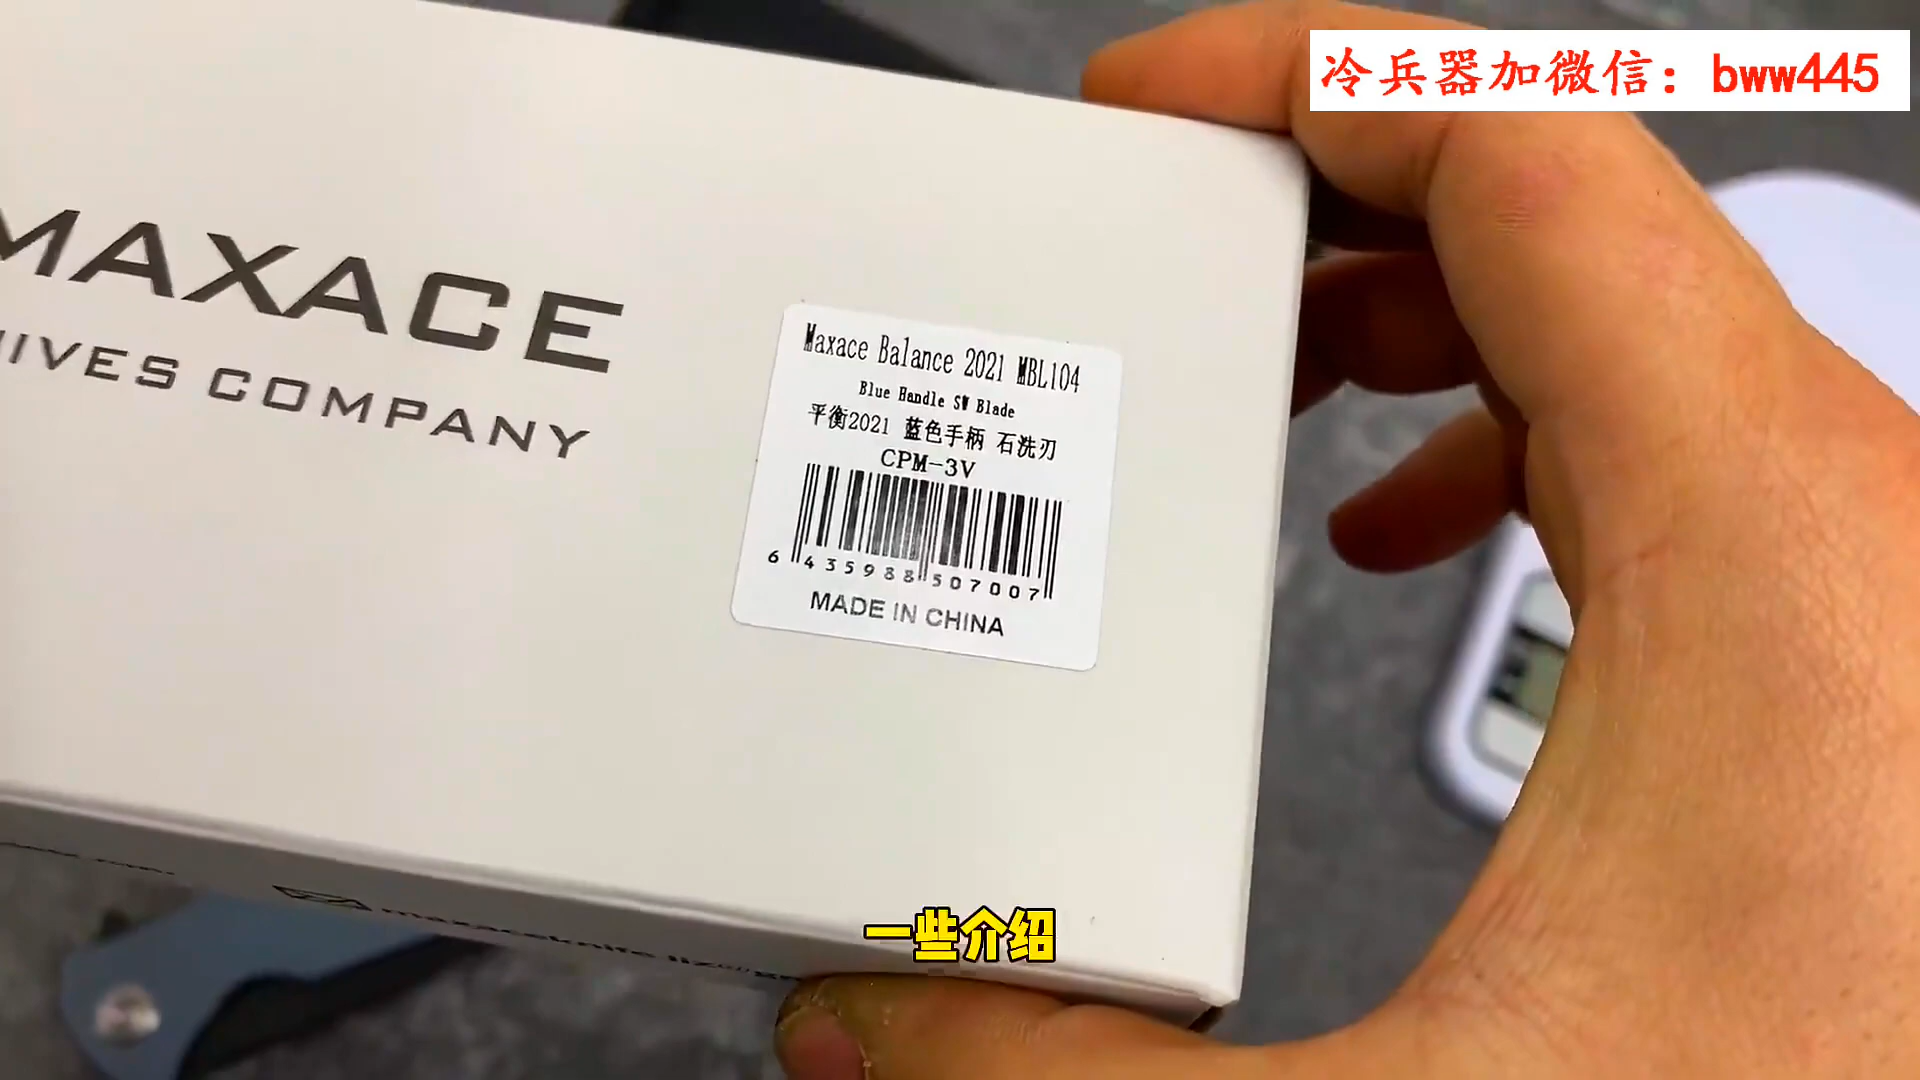 冷兵器加微信：bww445
MAXACE
KNIVES COMPANY
Maxace Balance 2021 MBL104
Blue Handle SW Blade
平衡2021 蓝色手柄 石洗刃
CPM-3V
6 435988 507007
MADE IN CHINA
一些介绍